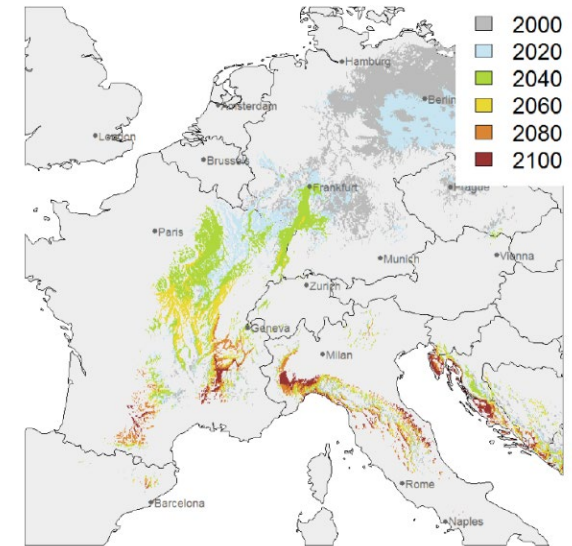 2000
2020
2040
2060
2080
2100
Hamburg
Amsterdam
Berlin
London
Brussels
Frankfurt
Prague
Paris
Munich
Vienna
Zurich
Geneva
Milan
Rome
Barcelona
Naples